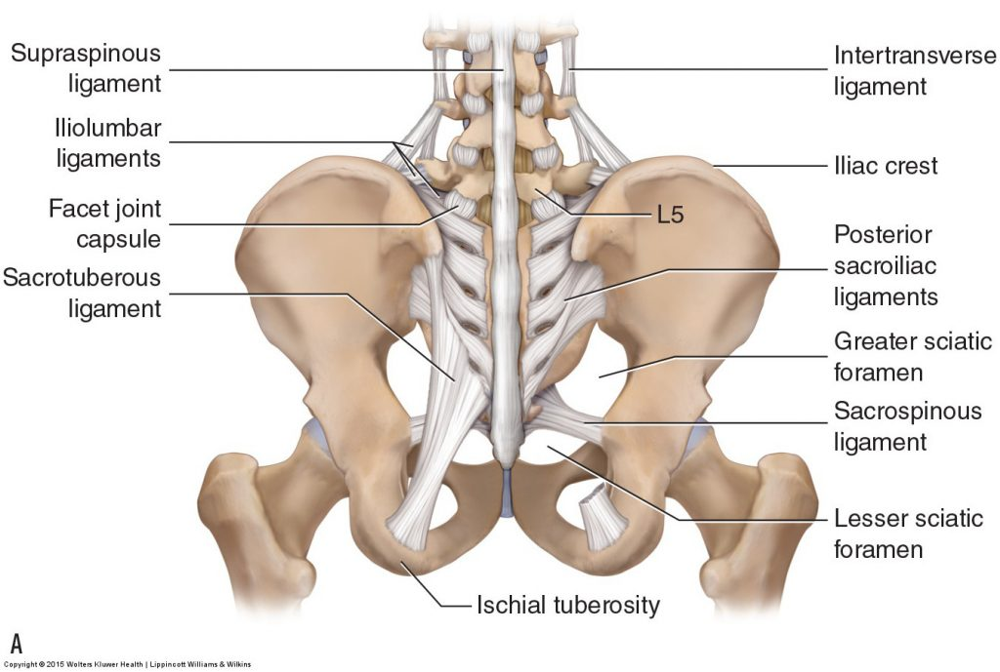 Supraspinous
ligament
Iliolumbar
ligaments
Facet joint
capsule
Sacrotuberous
ligament
Intertransverse
ligament
Iliac crest
L5
Posterior
sacroiliac
ligaments
Greater sciatic
foramen
Sacrospinous
ligament
Lesser sciatic
foramen
Ischial tuberosity
A
Copyright © 2015 Wolters Kluwer Health | Lippincott Williams & Wilkins